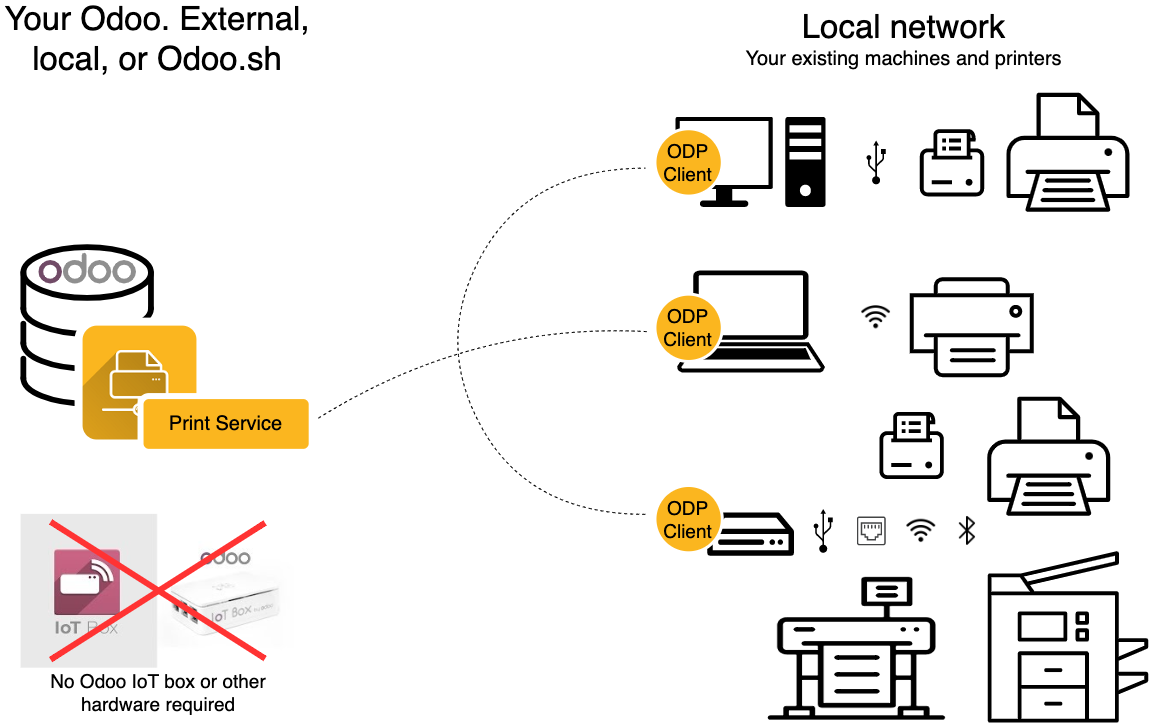 Your Odoo. External,
local, or Odoo.sh
Local network
Your existing machines and printers
ODP
Client
odoo
ODP
Client
Print Service
ODP
Client
odoo
IoT Box
IoT Box
No Odoo IoT box or other
hardware required